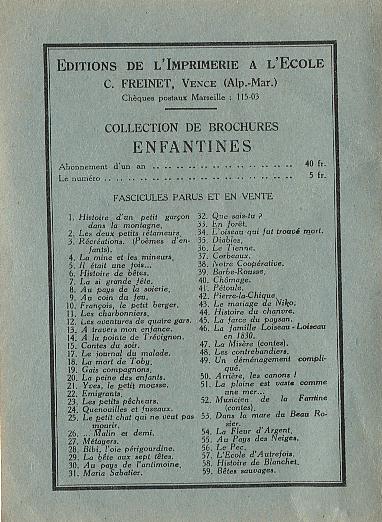 EDITIONS DE L'IMPRIMERIE A L'ECOLE
C. FREINET, VENCE (Alp.-Mar.)
Chèques postaux Marseille : 115-03
COLLECTION DE BROCHURES
ENFANTINES
Abonnement d'un an .. .. .. .. .. .. .. .. .. .. .. .. 40 fr.
Le numéro .. .. .. .. .. .. .. .. .. .. .. .. .. .. .. 5 fr.
FASCICULES PARUS ET EN VENTE
1. Histoire d'un petit garçon
dans la montagne,
2. Les deux petits rétameurs,
3. Récréations. (Poèmes d'en-
fants).
4. La mine et les mineurs,
5. Il était une fois...
6. Histoire de bêtes.
7. La si grande fête.
8. Au pays de la soierie,
9. Au coin du feu,
10. François, le petit berger.
11. Les charbonniers,
12. Les aventures de quatre gars.
13. A travers mon enfance.
14. A la pointe de Trévignon.
15. Contes du soir.
17. Le journal du malade.
18. La mort de Toby,
19. Gais compagnons,
20. La peine des enfants.
21. Yves, le petit mousse.
22. Emigrants,
23. Les petits pêcheurs.
24. Quenouilles et fuseaux.
25. Le petit chat qui ne veut pas
mourir.
26. .. Malin et demi.
27. Métayers.
28. Bibi, l'oie périgourdine.
29. La bête aux sept têtes.
30. Au pays de l'antimoine,
31. Maria Sabatier.
32. Que sais-tu ?
33. En forêt.
34. L'oiseau qui fut trouvé mort.
35. Diables,
36. Le Tienne.
37. Corbeaux.
38. Notre Coopérative.
39. Barbe-Rousse,
40. Chômage.
41. Pétoule.
42. Pierre-la-Chique
43. Le mariage de Niko.
44. Histoire du chanvre.
45. La farce du paysan.
46. La famille Loiseau-Loiseau
en 1830.
47. La Misère (contes).
48. Les contrebandiers.
49. Un déménagement compli-
qué.
50. Arrière, les canons !
51. La plaine est vaste comme
une mer...
52. Musicien de la Famine
(contes).
53. Dans la mare du Beau Ro-
sier.
54. La Fleur d'Argent,
55. Au Pays des Neiges.
56. Le Pec.
57. L'Ecole d'Autrefois.
58. Histoire de Blanchet.
59. Bêtes sauvages.